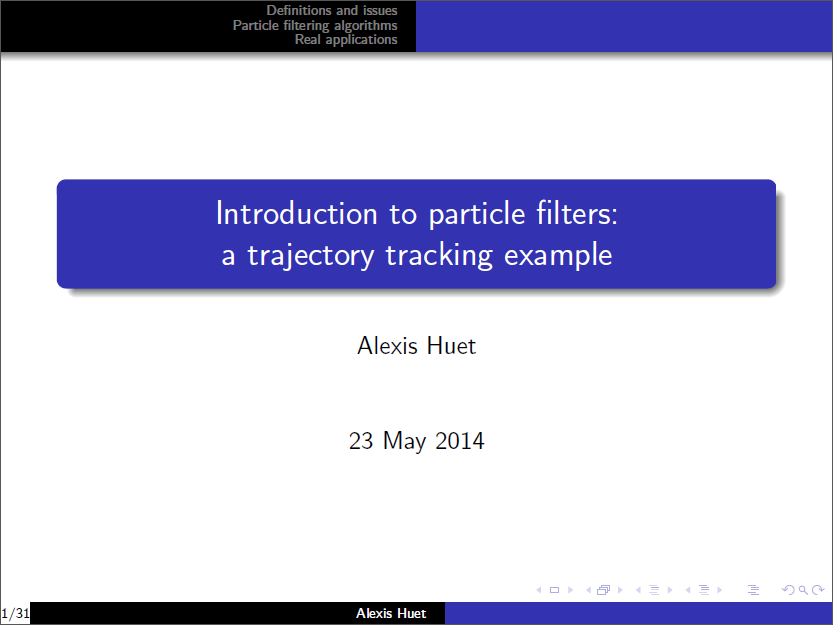 Definitions and issues
Particle filtering algorithms
Real applications
Introduction to particle filters:
a trajectory tracking example
Alexis Huet
23 May 2014
1/31
Alexis Huet